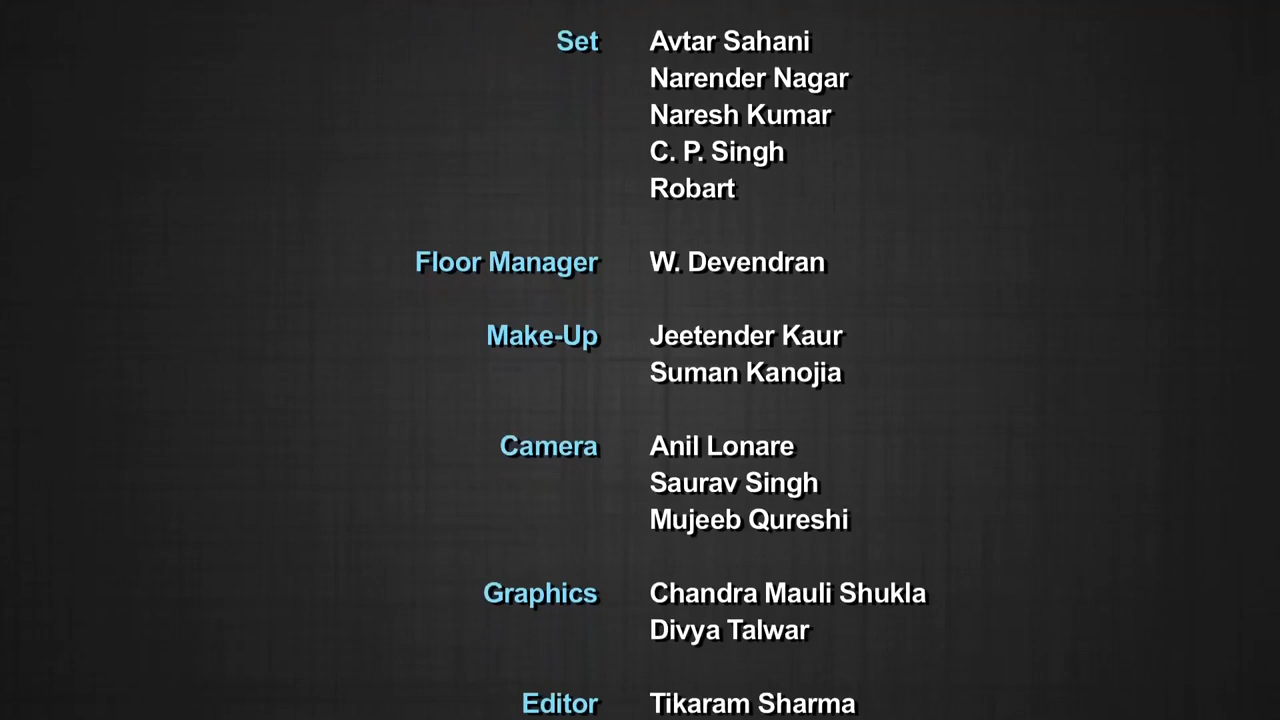 Set Avtar Sahani
Narender Nagar
Naresh Kumar
C. P. Singh
Robart
Floor Manager W. Devendran
Make-Up Jeetender Kaur
Suman Kanojia
Camera Anil Lonare
Saurav Singh
Mujeeb Qureshi
Graphics Chandra Mauli Shukla
Divya Talwar
Editor Tikaram Sharma